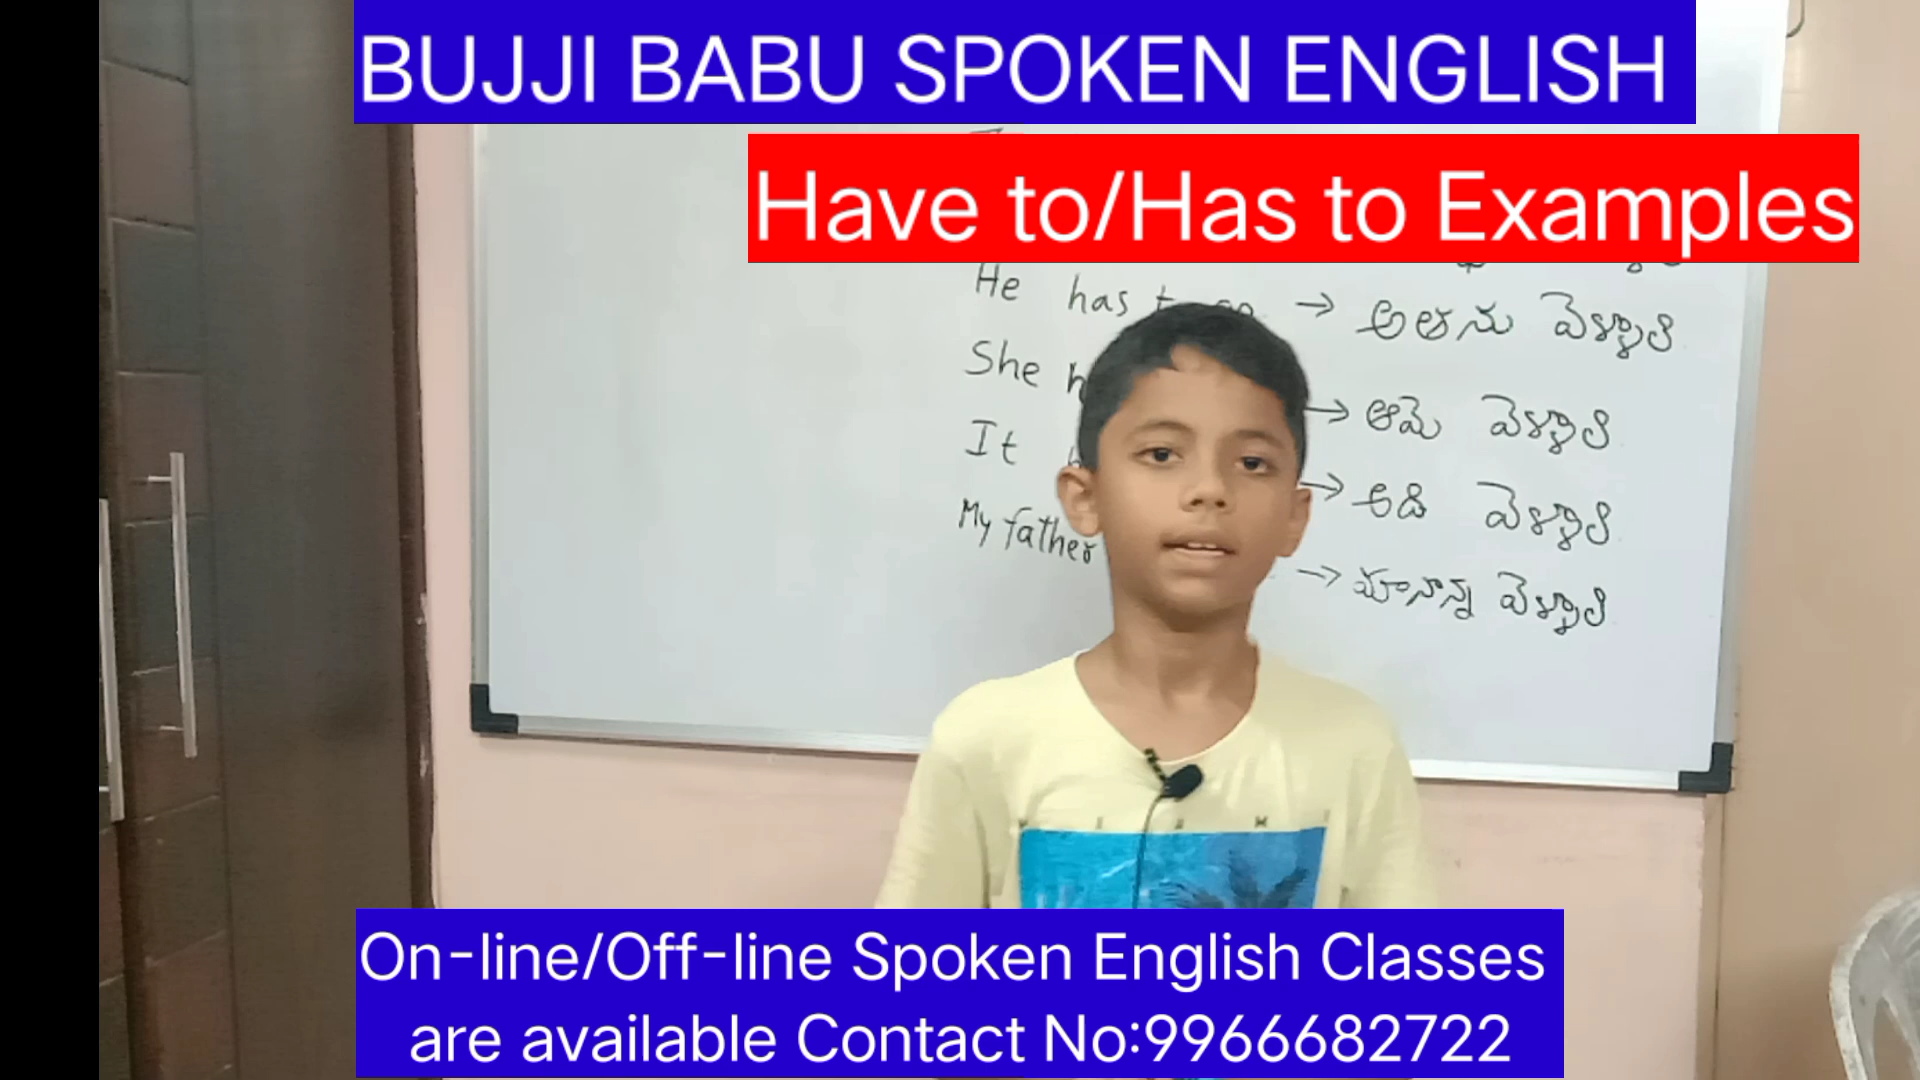 BUJJI BABU SPOKEN ENGLISH
Have to/Has to Examples
He has → అతను వెళ్ళాలి
She → ఆమె వెళ్ళాలి
It → అది వెళ్ళాలి
My father → మానాన్న వెళ్ళాలి
M I A M I
On-line/Off-line Spoken English Classes
are available Contact No:9966682722